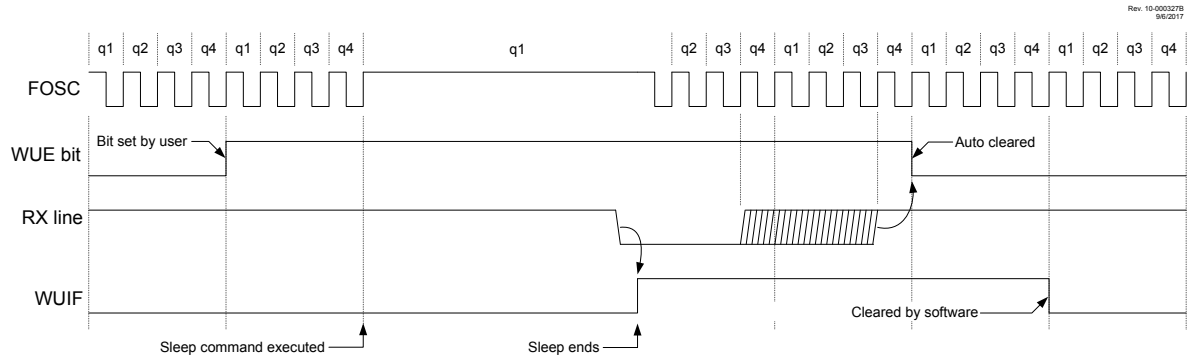 Rev. 10-000327B
9/6/2017
q1 q2 q3 q4 q1 q2 q3 q4 q1 q2 q3 q4 q1 q2 q3 q4 q1 q2 q3 q4 q1 q2 q3 q4
FOSC
Bit set by user
Auto cleared
WUE bit
RX line
WUIF
Cleared by software
Sleep command executed
Sleep ends